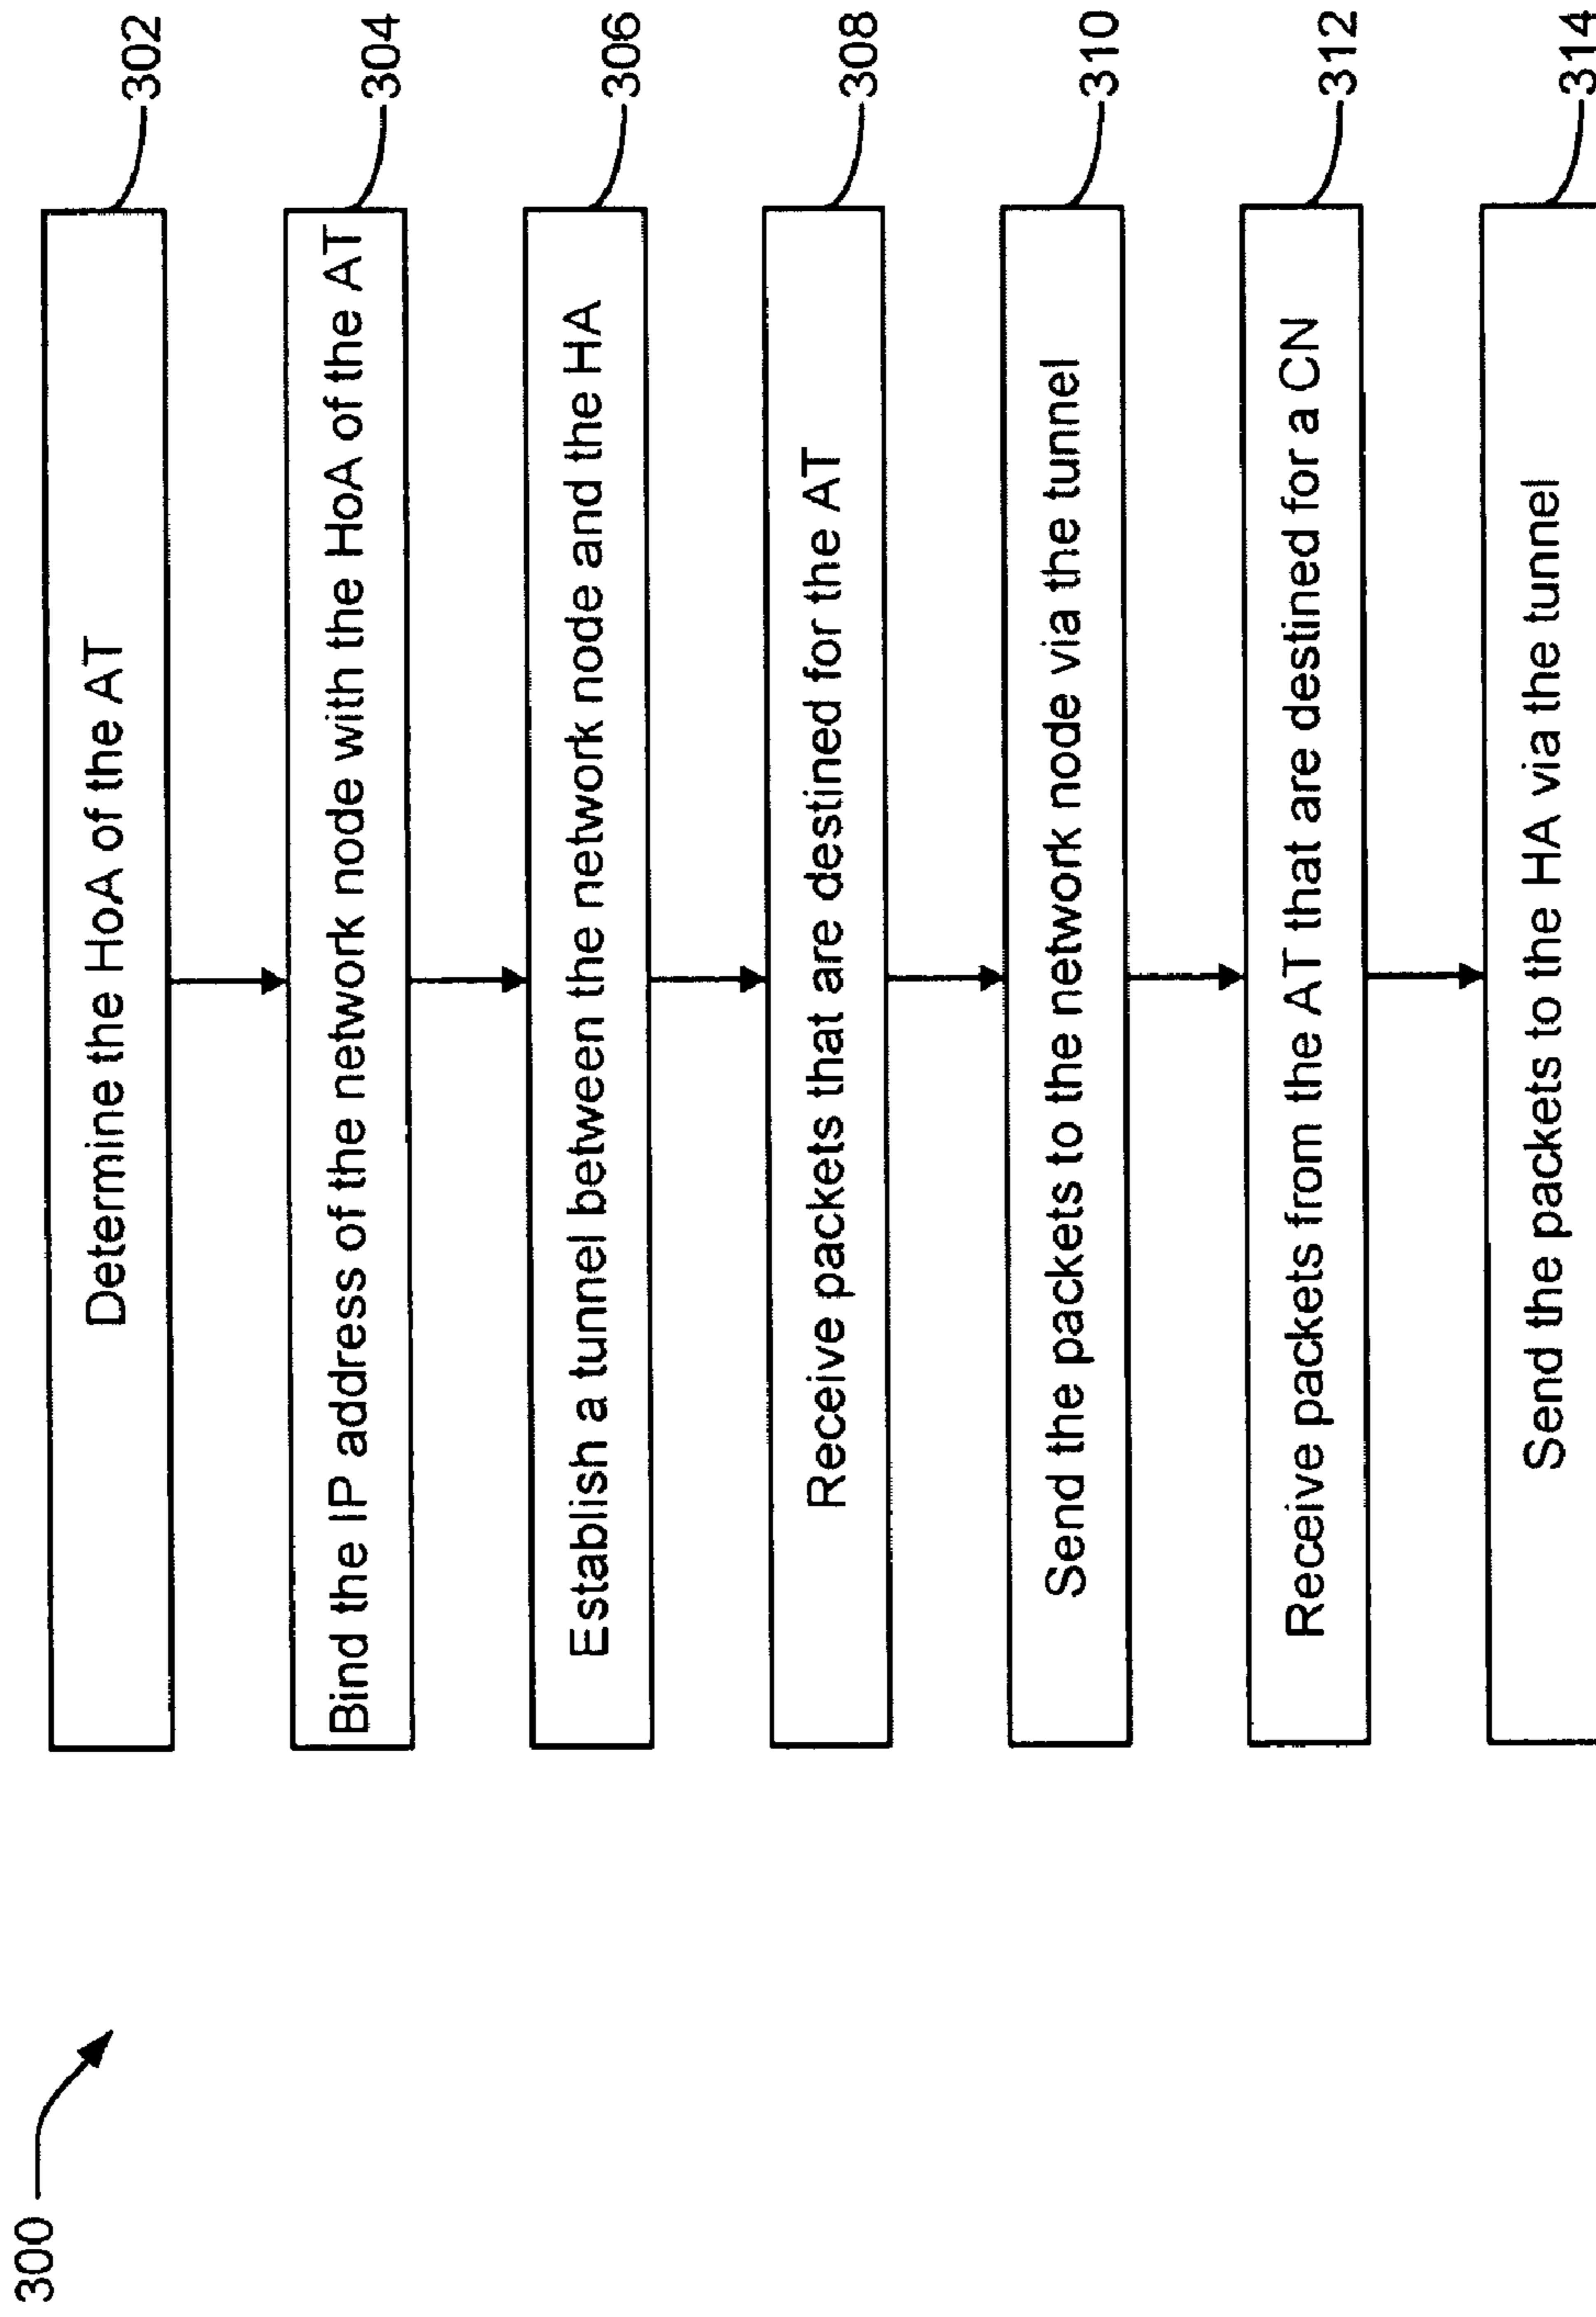 300
Determine the HoA of the AT
302
Bind the IP address of the network node with the HoA of the AT
304
Establish a tunnel between the network node and the HA
306
Receive packets that are destined for the AT
308
Send the packets to the network node via the tunnel
310
Receive packets from the AT that are destined for a CN
312
Send the packets to the HA via the tunnel
314